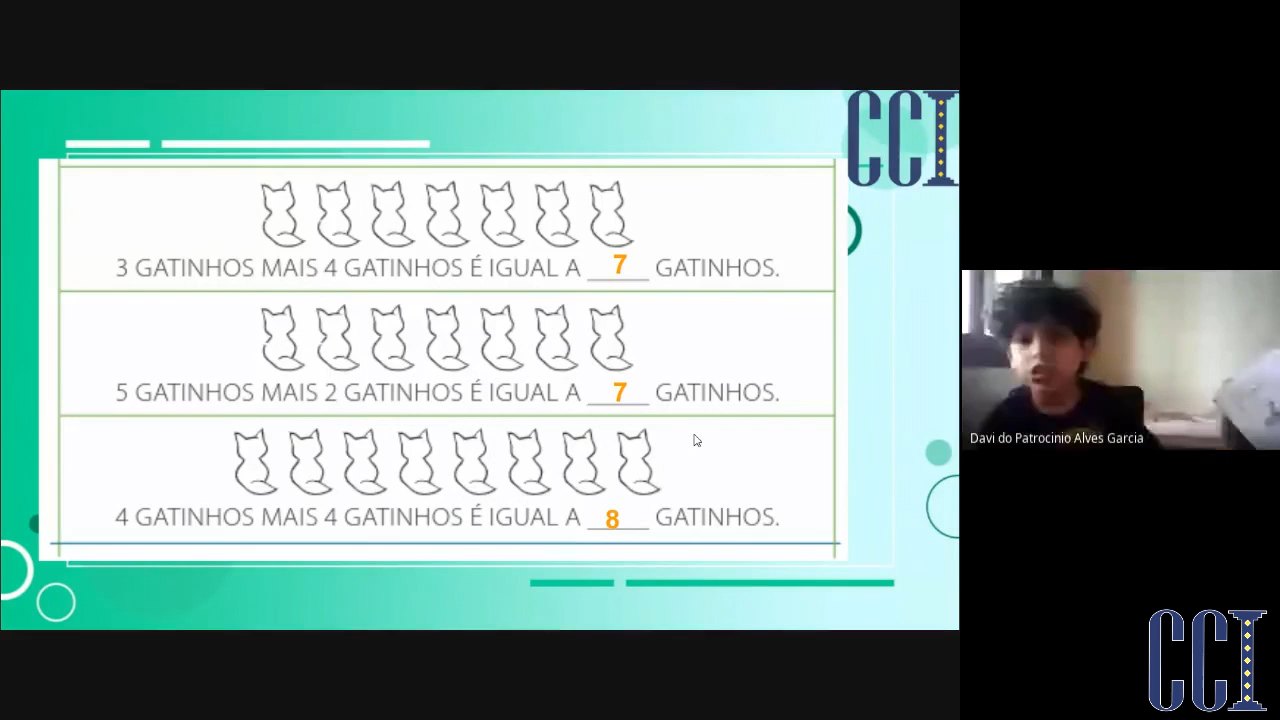 CCI
3 GATINHOS MAIS 4 GATINHOS É IGUAL A 7 GATINHOS.
5 GATINHOS MAIS 2 GATINHOS É IGUAL A 7 GATINHOS.
4 GATINHOS MAIS 4 GATINHOS É IGUAL A 8 GATINHOS.
Davi do Patrocinio Alves Garcia
CCI